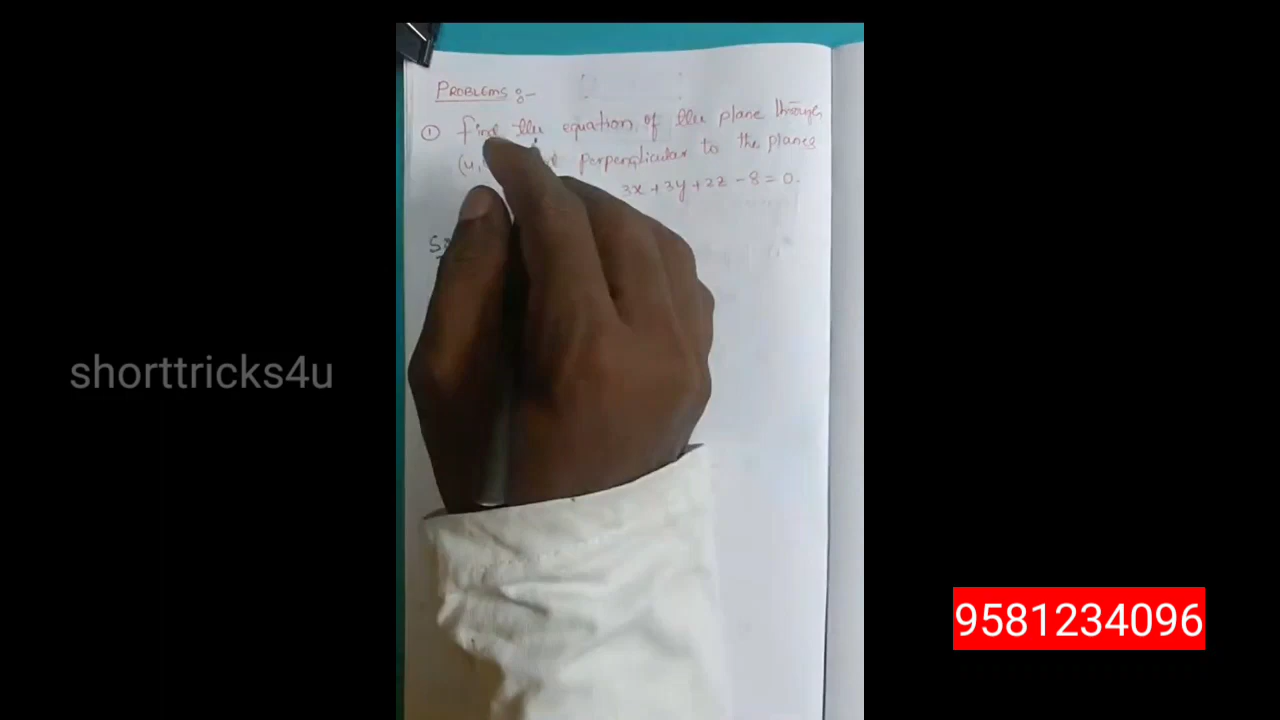 PROBLEMS :-
① Find the equation of the plane through
(4, perpendicular to the planes
3x + 3y + 2z - 8 = 0.
shorttricks4u
9581234096